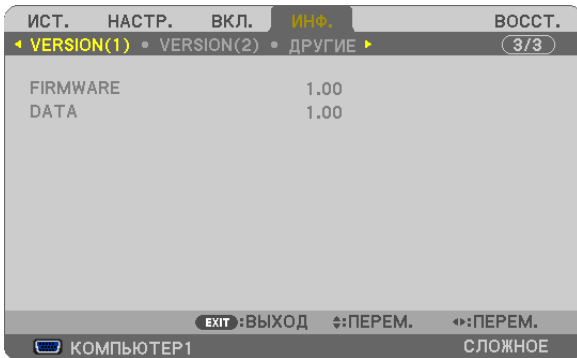 ИСТ. НАСТР. ВКЛ. ИНФ. ВОССТ.
VERSION(1) • VERSION(2) • ДРУГИЕ 3/3
FIRMWARE 1.00
DATA 1.00
EXIT :ВЫХОД :ПЕРЕМ. :ПЕРЕМ.
КОМПЬЮТЕР1 СЛОЖНОЕ